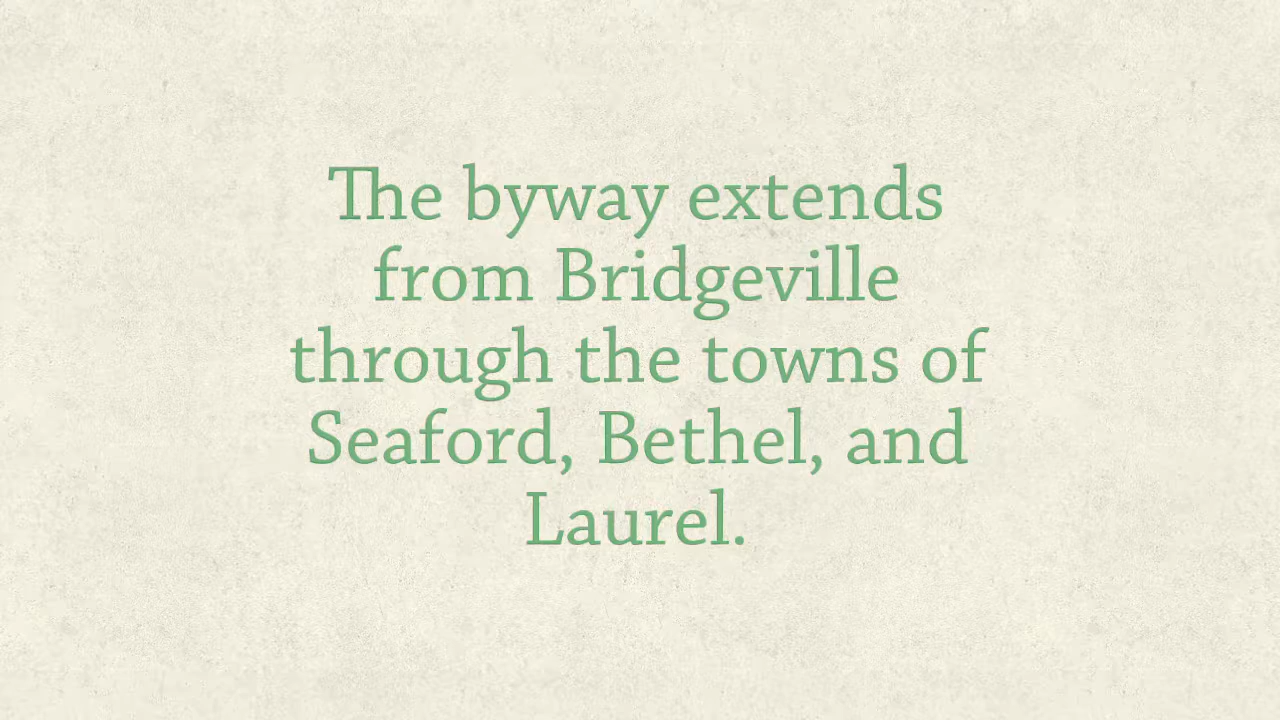 The byway extends
from Bridgeville
through the towns of
Seaford, Bethel, and
Laurel.